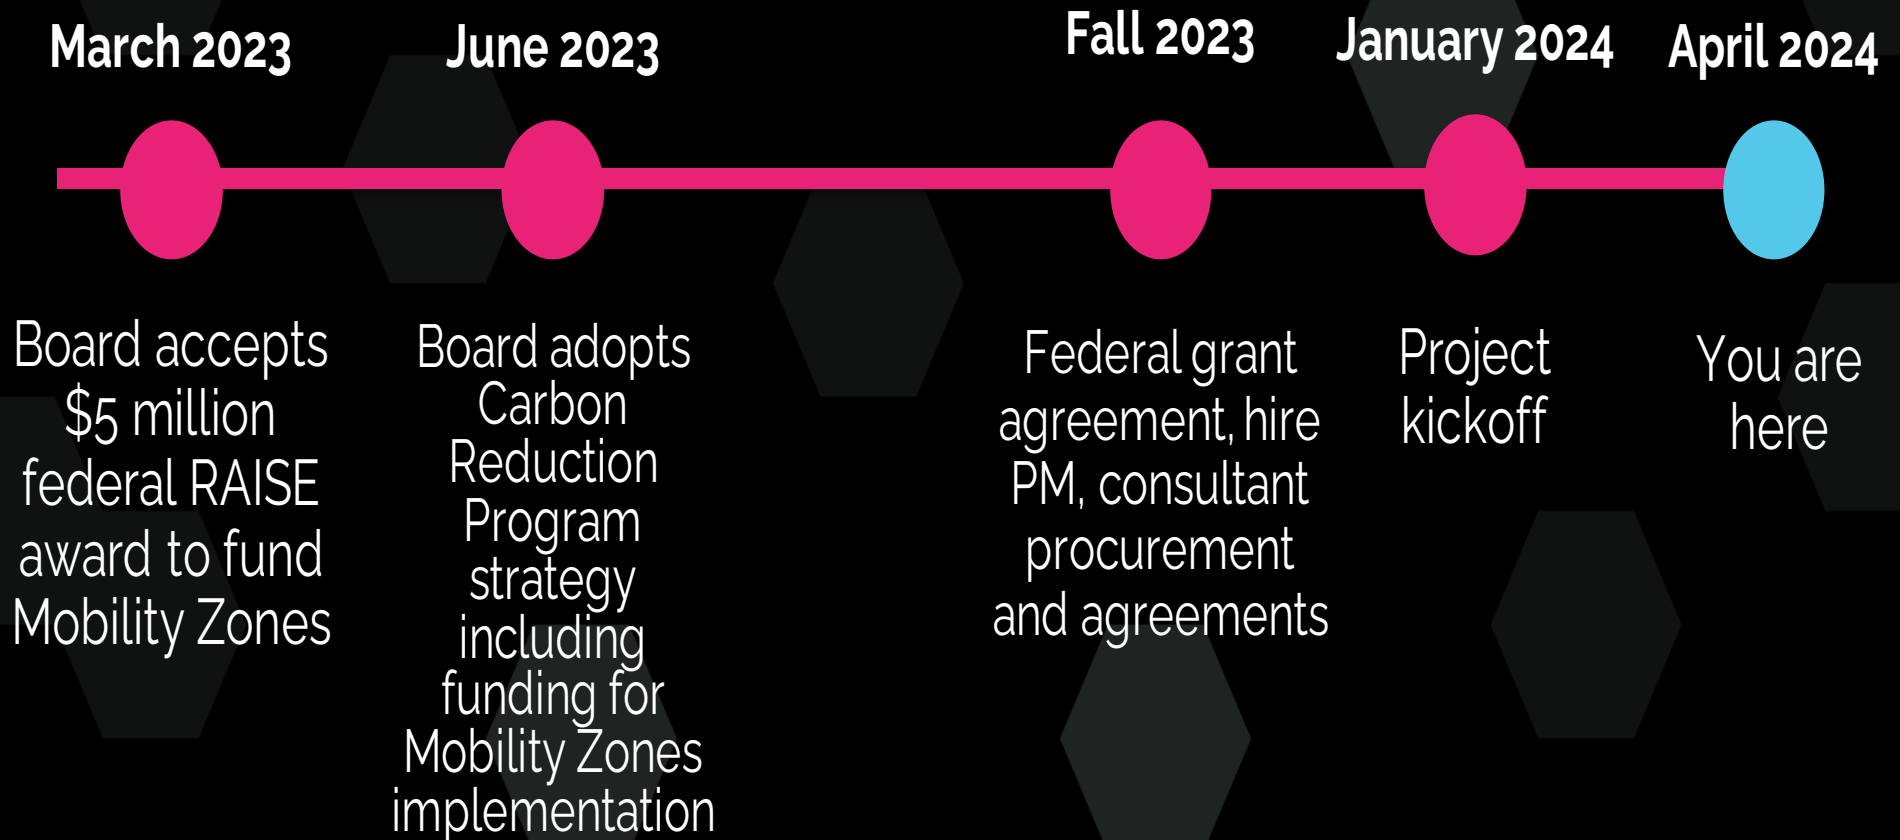 March 2023
Board accepts
$5 million
federal RAISE
award to fund
Mobility Zones
June 2023
Board adopts
Carbon
Reduction
Program
strategy
including
funding for
Mobility Zones
implementation
Fall 2023
Federal grant
agreement, hire
PM, consultant
procurement
and agreements
January 2024
Project
kickoff
April 2024
You are
here